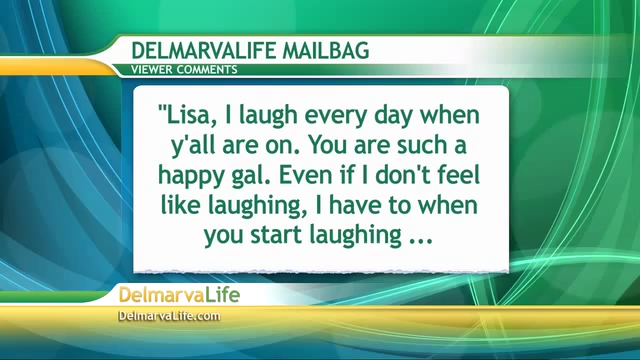 DELMARVALIFE MAILBAG
VIEWER COMMENTS
"Lisa, I laugh every day when
y'all are on. You are such a
happy gal. Even if I don't feel
like laughing, I have to when
you start laughing ...
DelmarvaLife
DelmarvaLife.com